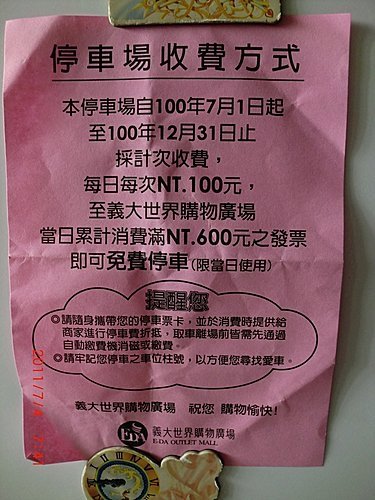 停車場收費方式
本停車場自100年7月1日起
至100年12月31日止
採計次收費，
每日每次NT.100元，
至義大世界購物廣場
當日累計消費滿NT.600元之發票
即可免費停車(限當日使用)
提醒您
◎請隨身攜帶您的停車票卡，並於消費時提供給
商家進行停車費折抵，取車離場前皆需先通過
自動繳費機消磁或繳費。
◎請牢記您停車之車位柱號，以方便您尋找愛車。
義大世界購物廣場 祝您 購物愉快!
EDA 義大世界購物廣場
E-DA OUTLET MALL
2011/7/4